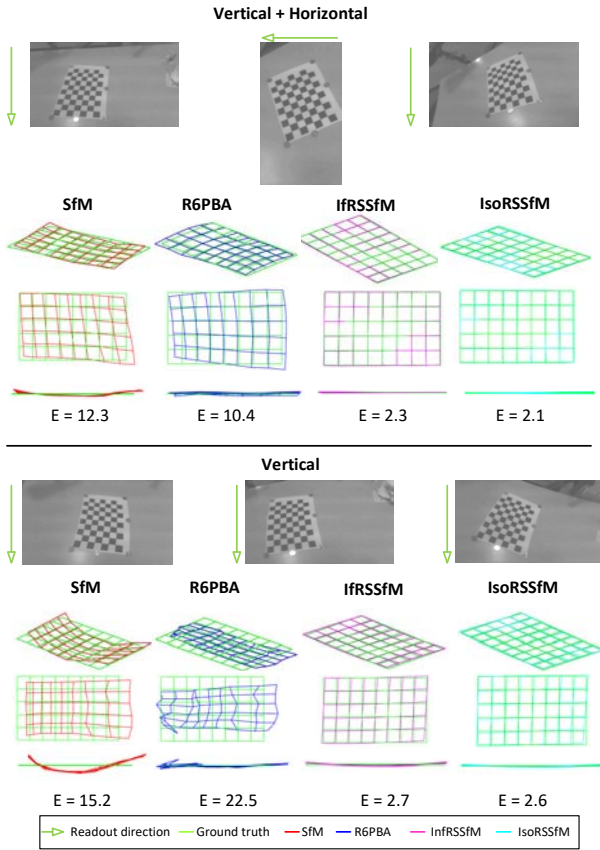 Vertical + Horizontal
SfM R6PBA IfRSSfM IsoRSSfM
E = 12.3 E = 10.4 E = 2.3 E = 2.1
Vertical
SfM R6PBA IfRSSfM IsoRSSfM
E = 15.2 E = 22.5 E = 2.7 E = 2.6
Readout direction Ground truth SfM R6PBA InfRSSfM IsoRSSfM